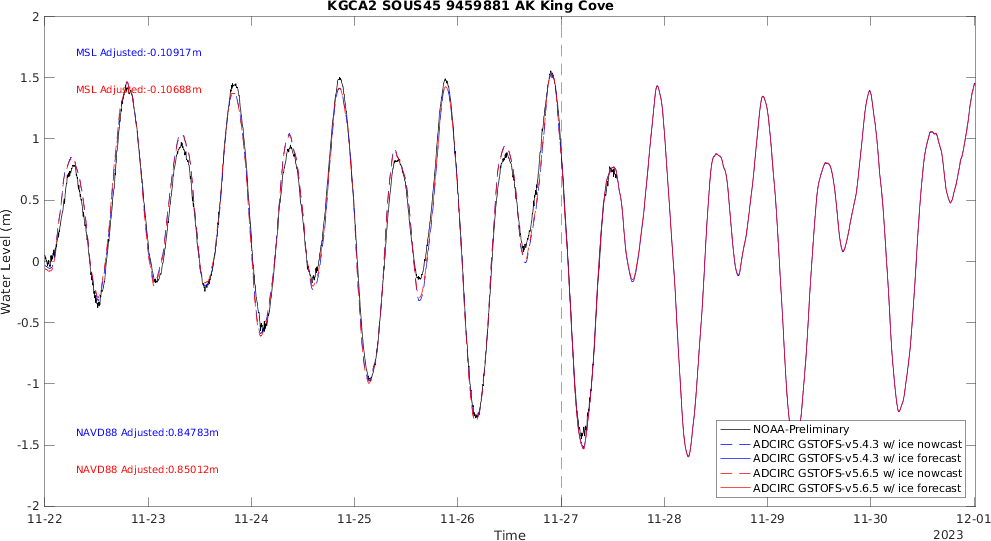 KGCA2 SOUS45 9459881 AK King Cove
2
MSL Adjusted:-0.10917m
1.5
MSL Adjusted:-0.10688m
1
0.5
Water Level (m)
0
-0.5
-1
NAVD88 Adjusted:0.84783m
-1.5
NAVD88 Adjusted:0.85012m
-2
NOAA-Preliminary
ADCIRC GSTOFS-v5.4.3 w/ ice nowcast
ADCIRC GSTOFS-v5.4.3 w/ ice forecast
ADCIRC GSTOFS-v5.6.5 w/ ice nowcast
ADCIRC GSTOFS-v5.6.5 w/ ice forecast
11-22 11-23 11-24 11-25 11-26 11-27 11-28 11-29 11-30 12-01
Time
2023